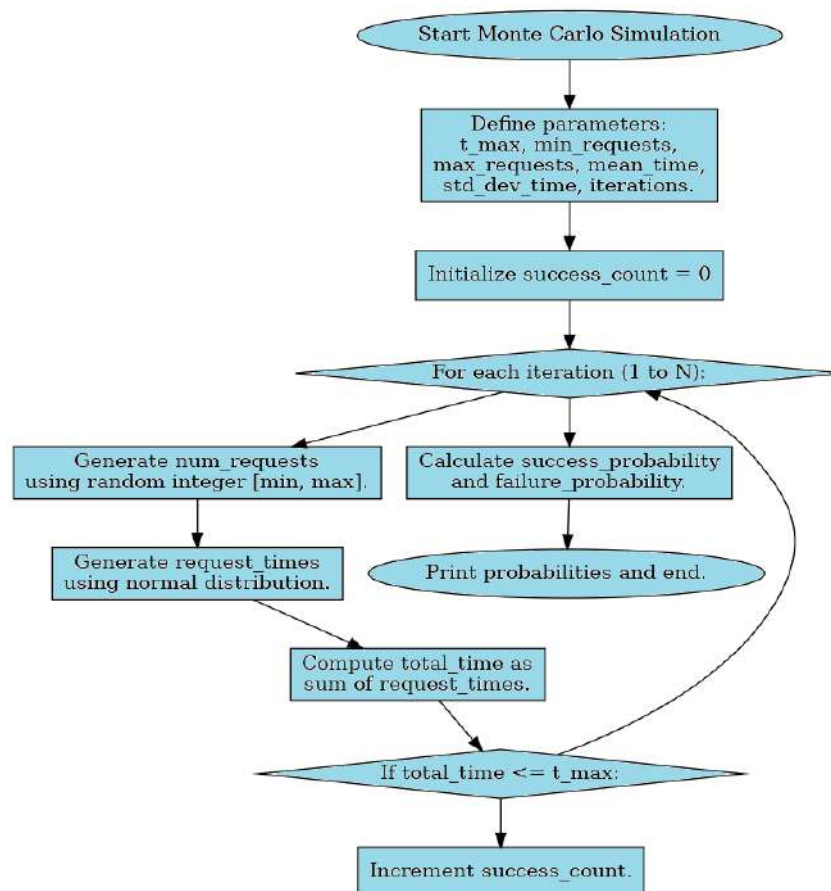 Start Monte Carlo Simulation
Define parameters:
t_max, min_requests,
max_requests, mean_time,
std_dev_time, iterations.
Initialize success_count = 0
For each iteration (1 to N):
Generate num_requests
using random integer [min, max].
Calculate success_probability
and failure_probability.
Generate request_times
using normal distribution.
Print probabilities and end.
Compute total_time as
sum of request_times.
If total_time <= t_max:
Increment success_count.